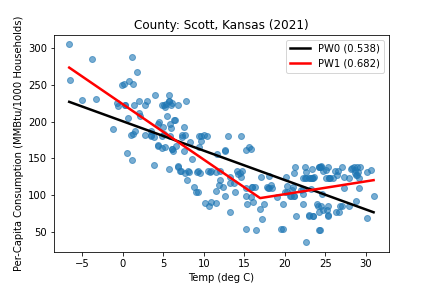 County: Scott, Kansas (2021)
Per-Capita Consumption (MMBtu/1000 Households)
300
250
200
150
100
50
PW0 (0.538)
PW1 (0.682)
−5 0 5 10 15 20 25 30
Temp (deg C)